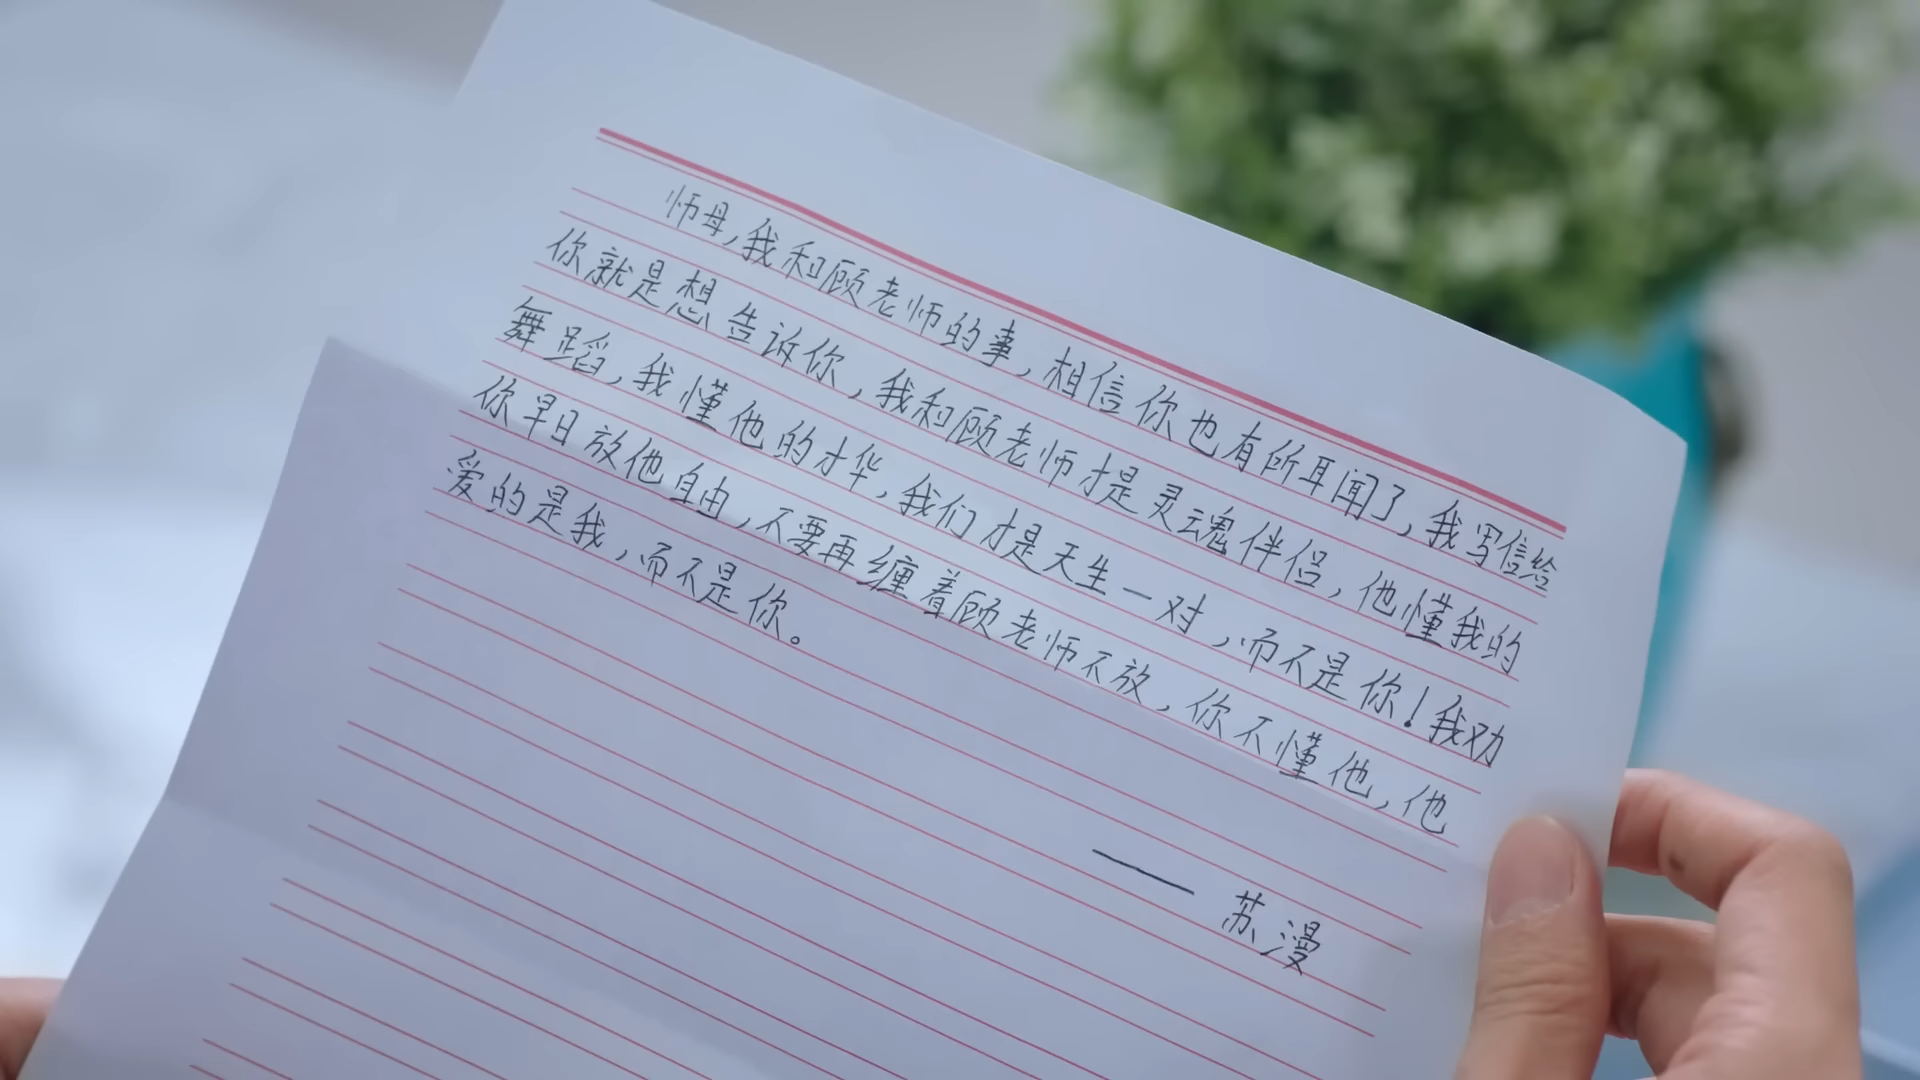 师母,我和顾老师的事,相信你也有所耳闻了,我写信给
你就是想告诉你,我和顾老师才是灵魂伴侣,他懂我的
舞蹈,我懂他的才华,我们才是天生一对,而不是你!我劝
你早日放他自由,不要再缠着顾老师不放,你不懂他,他
爱的是我,而不是你。
——苏漫